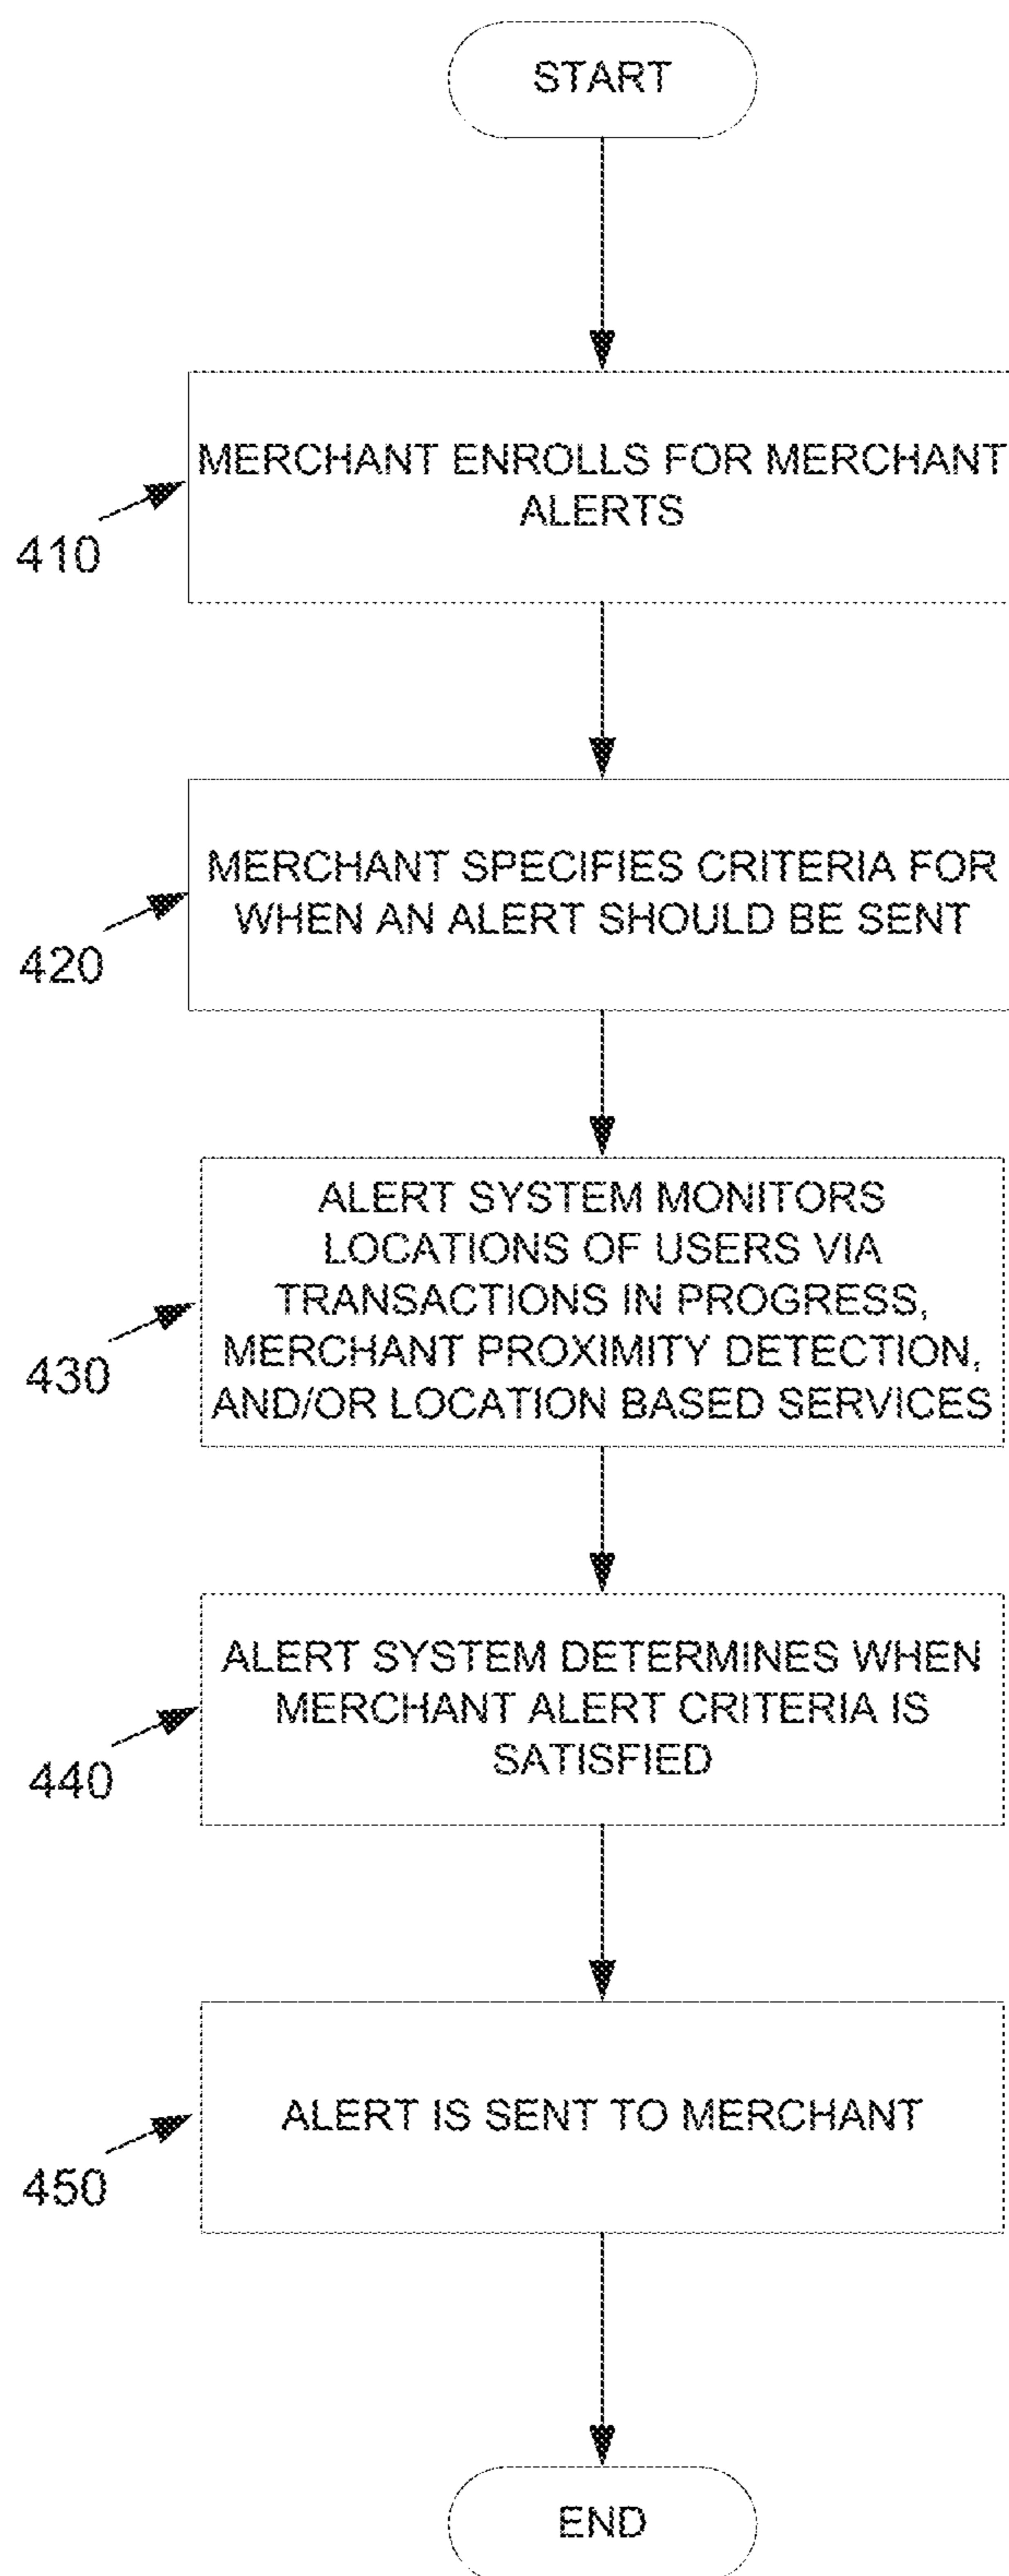 START
MERCHANT ENROLLS FOR MERCHANT
ALERTS
410
MERCHANT SPECIFIES CRITERIA FOR
WHEN AN ALERT SHOULD BE SENT
420
ALERT SYSTEM MONITORS
LOCATIONS OF USERS VIA
TRANSACTIONS IN PROGRESS,
MERCHANT PROXIMITY DETECTION,
AND/OR LOCATION BASED SERVICES
430
ALERT SYSTEM DETERMINES WHEN
MERCHANT ALERT CRITERIA IS
SATISFIED
440
ALERT IS SENT TO MERCHANT
450
END